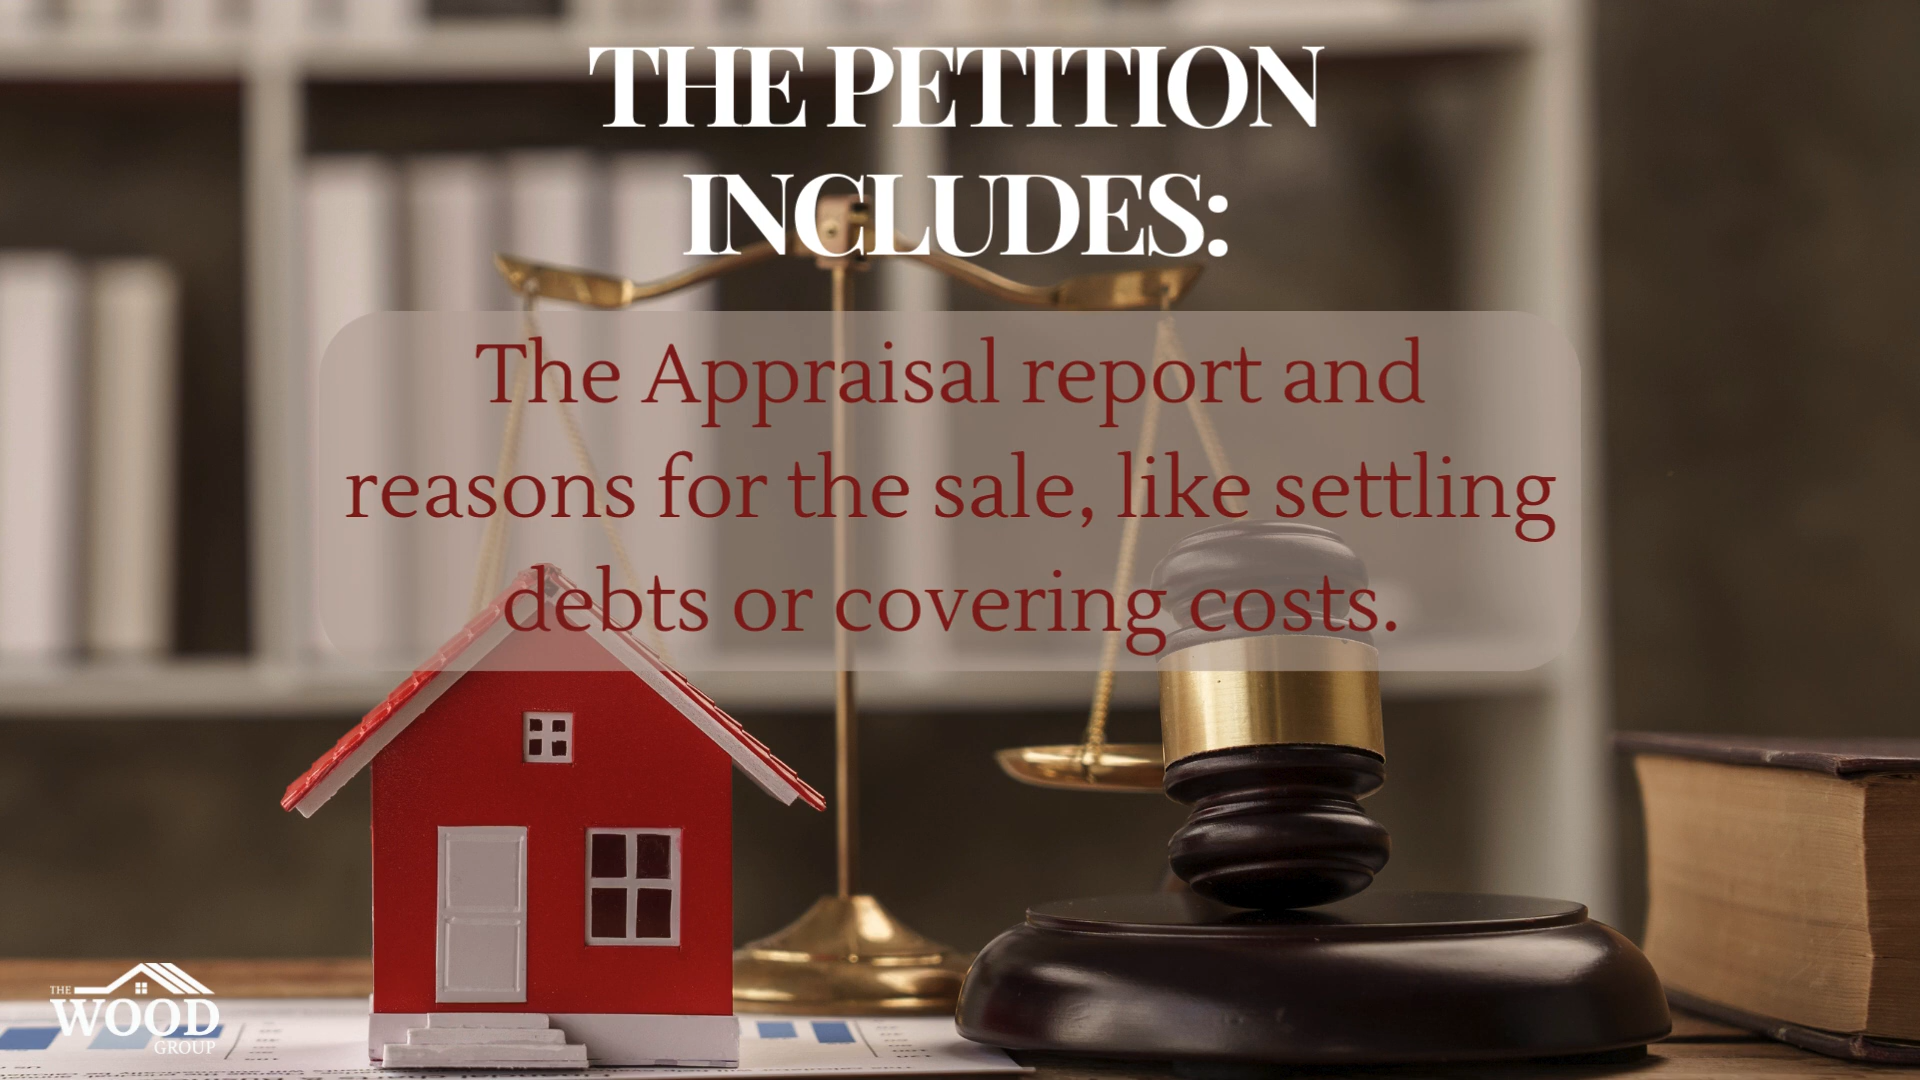 THE PETITION
INCLUDES:
The Appraisal report and
reasons for the sale, like settling
debts or covering costs.
THE
WOOD
GROUP